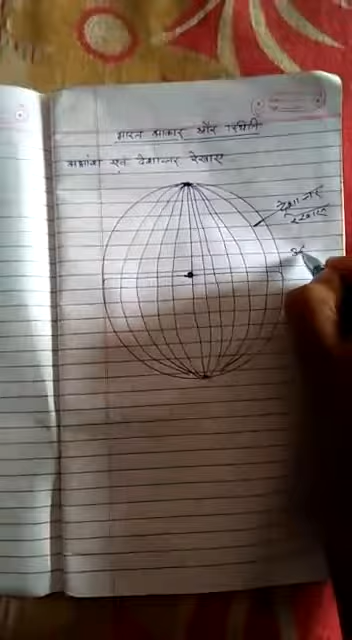 भारत आकार और स्थिति
अक्षांश एवं देशान्तर रेखाए
देशान्तर
रेखाए
अ